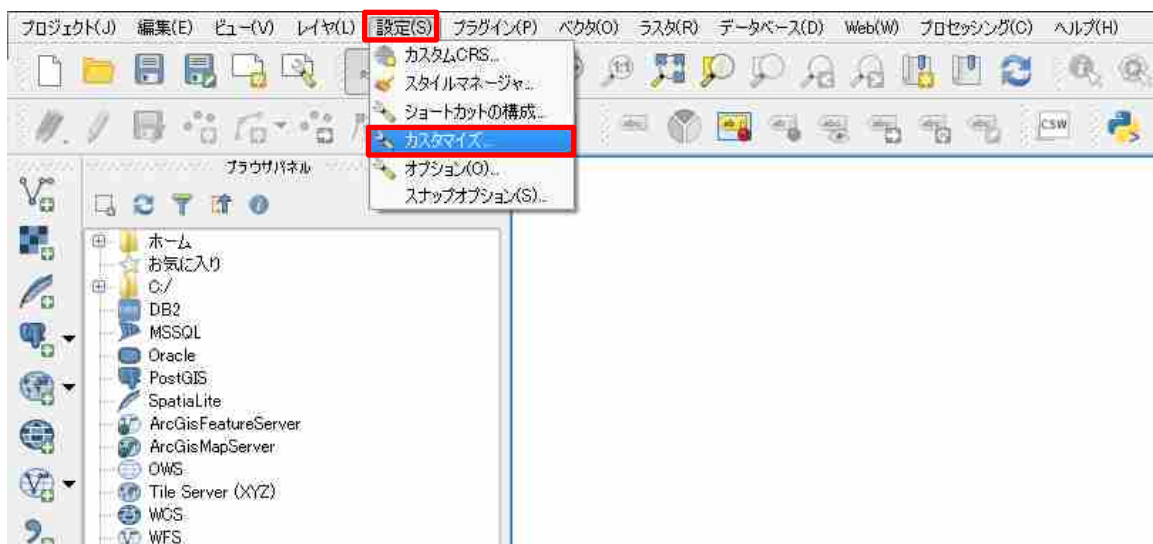 プロジェクト(J) 編集(E) ビュー(V) レイヤ(L) 設定(S) プラグイン(P) ベクタ(O) ラスタ(R) データベース(D) Web(W) プロセッシング(C) ヘルプ(H)
カスタムCRS...
スタイルマネージャ...
ショートカットの構成...
カスタマイズ...
オプション(O)...
スナップオプション(S)...
1:1
CSW
ブラウザパネル
ホーム
お気に入り
C:/
DB2
MSSQL
Oracle
PostGIS
SpatiaLite
ArcGisFeatureServer
ArcGisMapServer
OWS
Tile Server (XYZ)
WCS
WFS